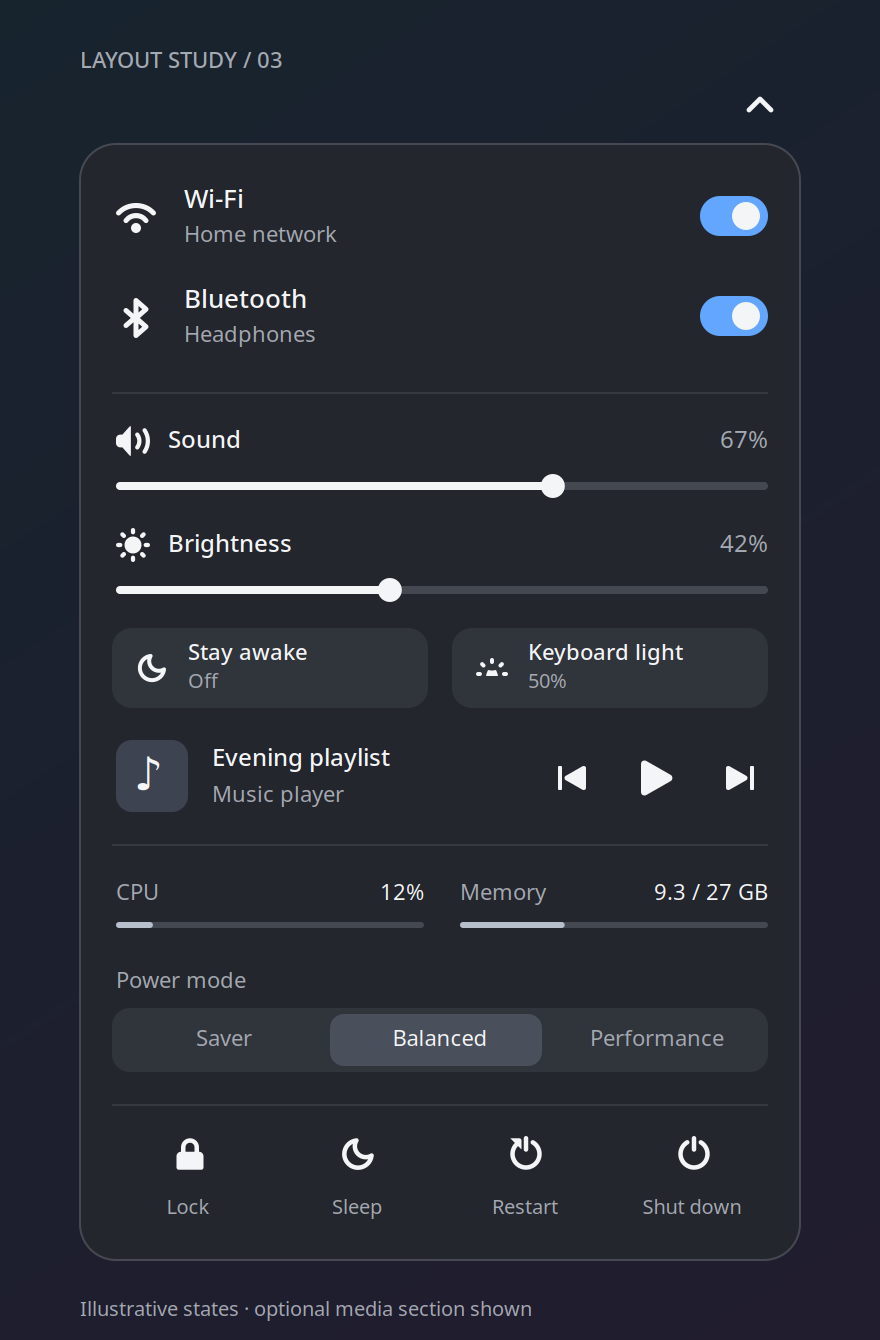 LAYOUT STUDY / 03
Wi-Fi
Home network
Bluetooth
Headphones
Sound 67%
Brightness 42%
Stay awake
Off
Keyboard light
50%
Evening playlist
Music player
CPU 12% Memory 9.3 / 27 GB
Power mode
Saver Balanced Performance
Lock Sleep Restart Shut down
Illustrative states · optional media section shown